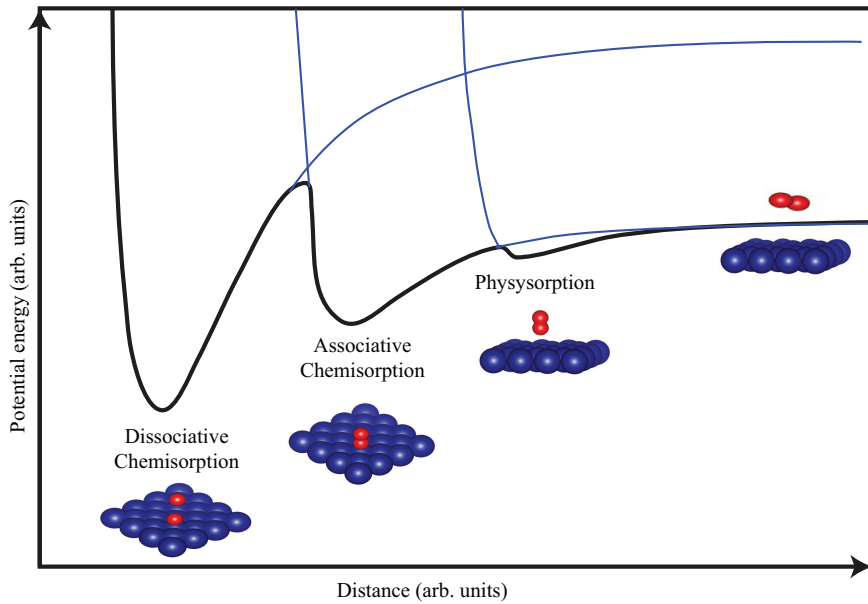 Potential energy (arb. units)
Physysorption
Associative
Chemisorption
Dissociative
Chemisorption
Distance (arb. units)